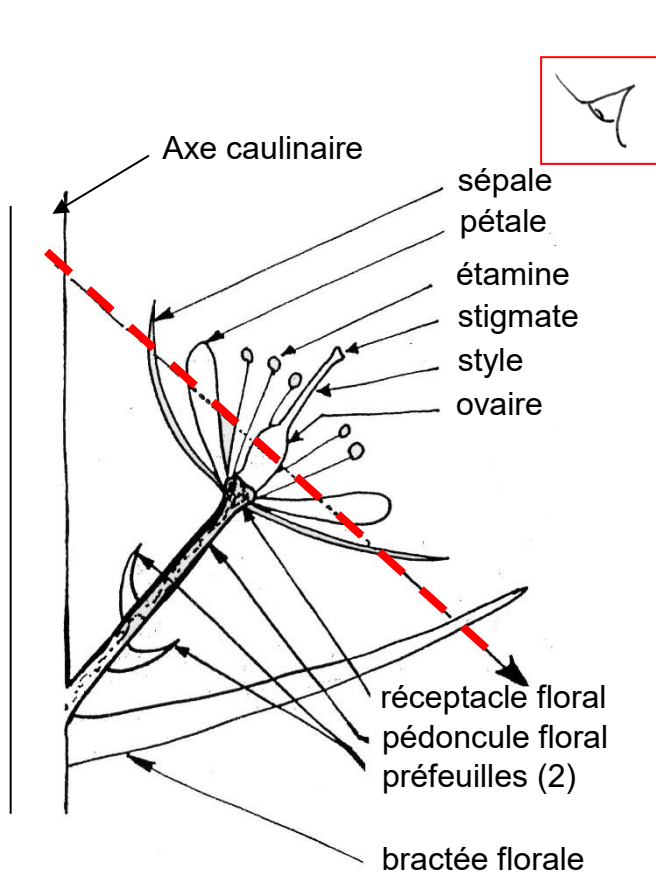 Axe caulinaire
sépale
pétale
étamine
stigmate
style
ovaire
réceptacle floral
pédoncule floral
préfeuilles (2)
bractée florale